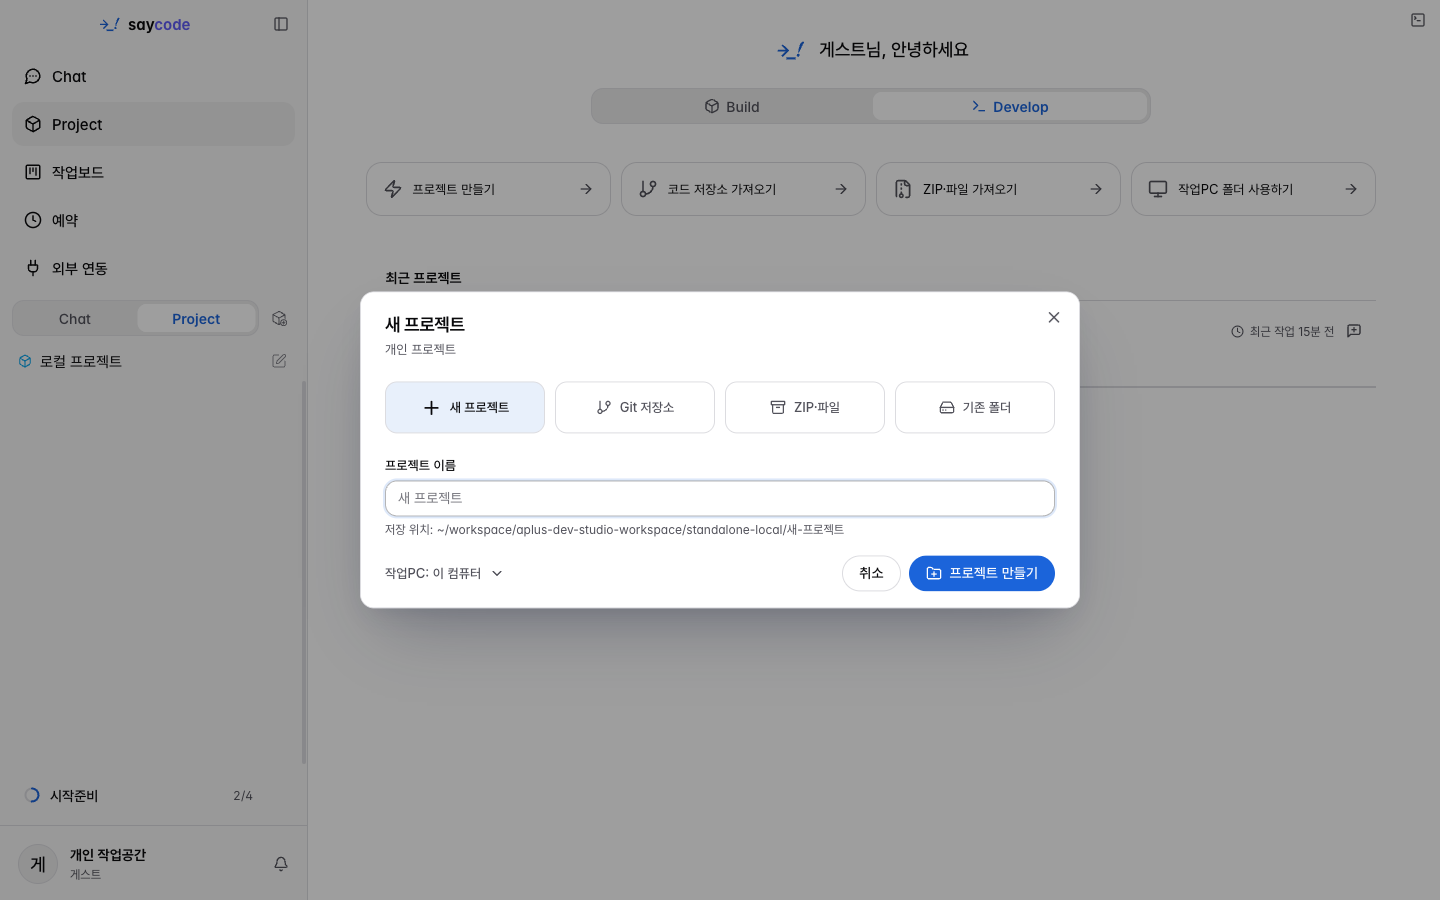 saycode
Chat
Project
작업보드
예약
외부 연동
Chat
Project
로컬 프로젝트
시작준비
2/4
게
개인 작업공간
게스트
게스트님, 안녕하세요
Build
Develop
프로젝트 만들기
코드 저장소 가져오기
ZIP·파일 가져오기
작업PC 폴더 사용하기
최근 프로젝트
최근 작업 15분 전
새 프로젝트
개인 프로젝트
새 프로젝트
Git 저장소
ZIP·파일
기존 폴더
프로젝트 이름
새 프로젝트
저장 위치: ~/workspace/aplus-dev-studio-workspace/standalone-local/새-프로젝트
작업PC: 이 컴퓨터
취소
프로젝트 만들기